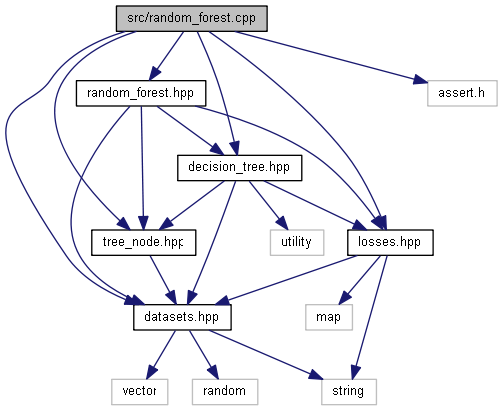 src/random_forest.cpp
random_forest.hpp
assert.h
decision_tree.hpp
tree_node.hpp
utility
losses.hpp
datasets.hpp
map
vector
random
string